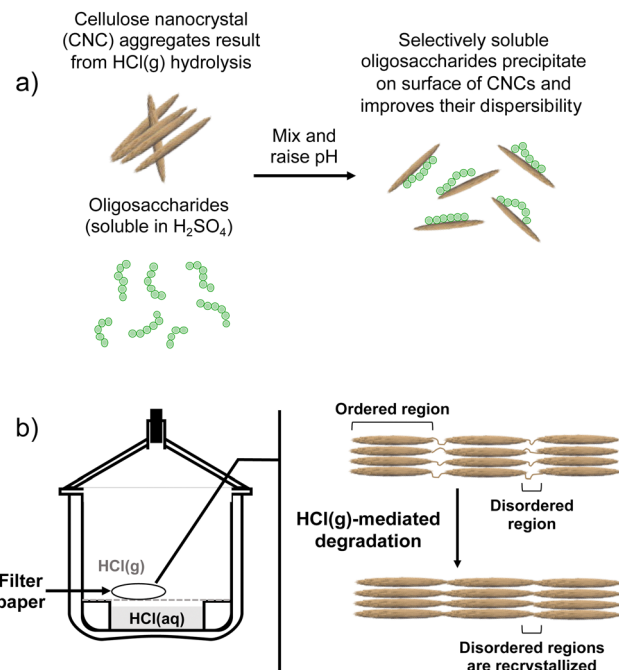 a)
Cellulose nanocrystal
(CNC) aggregates result
from HCl(g) hydrolysis
Oligosaccharides
(soluble in H₂SO₄)
Mix and
raise pH
Selectively soluble
oligosaccharides precipitate
on surface of CNCs and
improves their dispersibility
b)
HCl(g)
Filter
paper
HCl(aq)
Ordered region
Disordered
region
HCl(g)-mediated
degradation
Disordered regions
are recrystallized